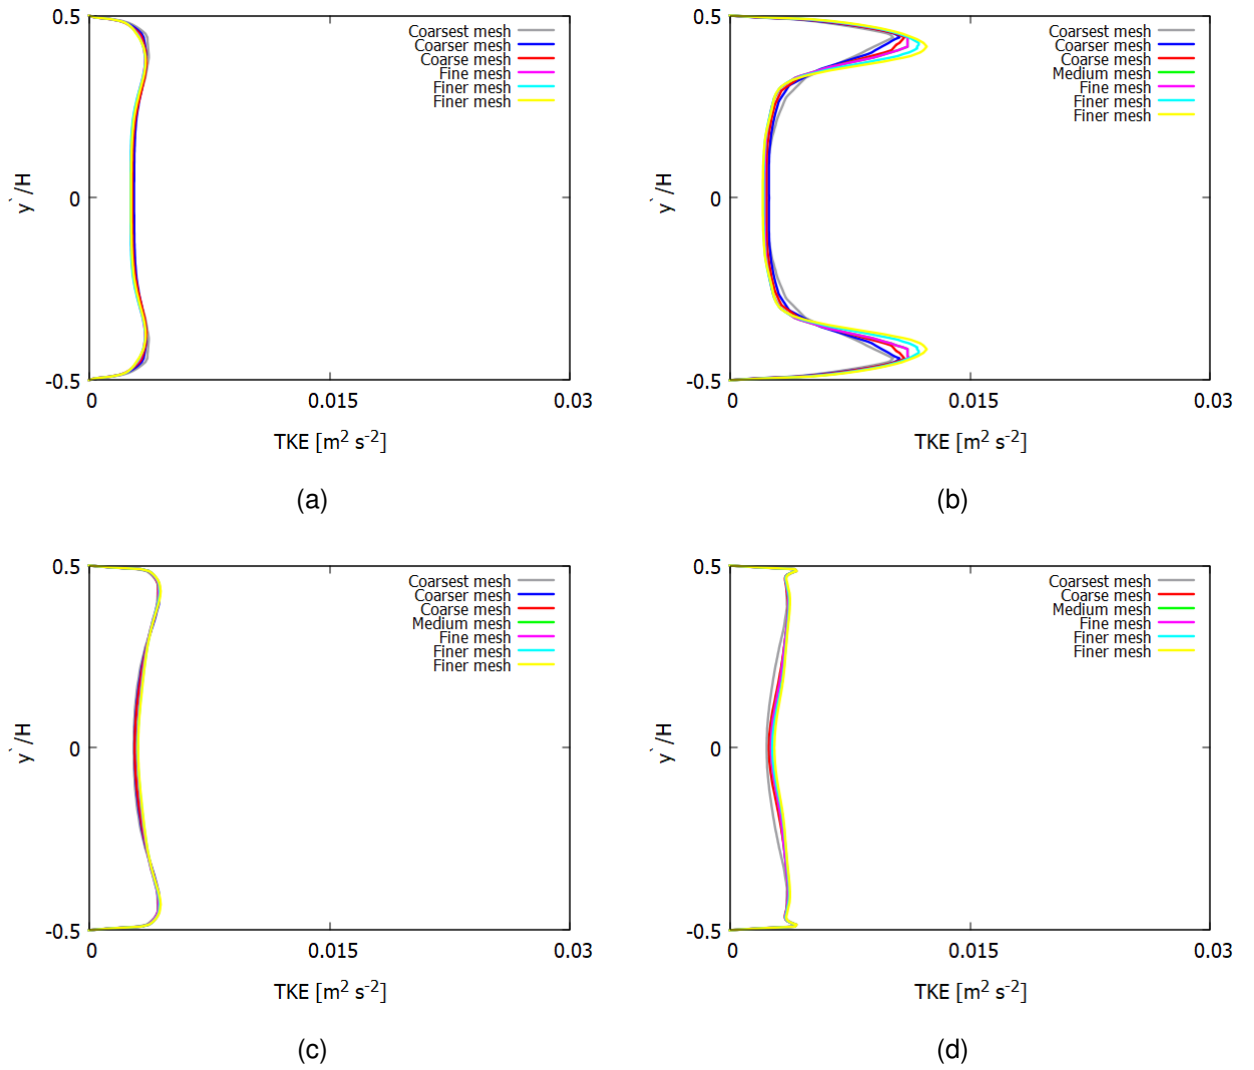 0.5
Coarsest mesh
Coarser mesh
Coarse mesh
Fine mesh
Finer mesh
Finer mesh
y`/H
0
-0.5
0
0.015
0.03
TKE [m² s⁻²]
(a)
0.5
Coarsest mesh
Coarser mesh
Coarse mesh
Medium mesh
Fine mesh
Finer mesh
Finer mesh
y`/H
0
-0.5
0
0.015
0.03
TKE [m² s⁻²]
(b)
0.5
Coarsest mesh
Coarser mesh
Coarse mesh
Medium mesh
Fine mesh
Finer mesh
Finer mesh
y`/H
0
-0.5
0
0.015
0.03
TKE [m² s⁻²]
(c)
0.5
Coarsest mesh
Coarse mesh
Medium mesh
Fine mesh
Finer mesh
Finer mesh
y`/H
0
-0.5
0
0.015
0.03
TKE [m² s⁻²]
(d)